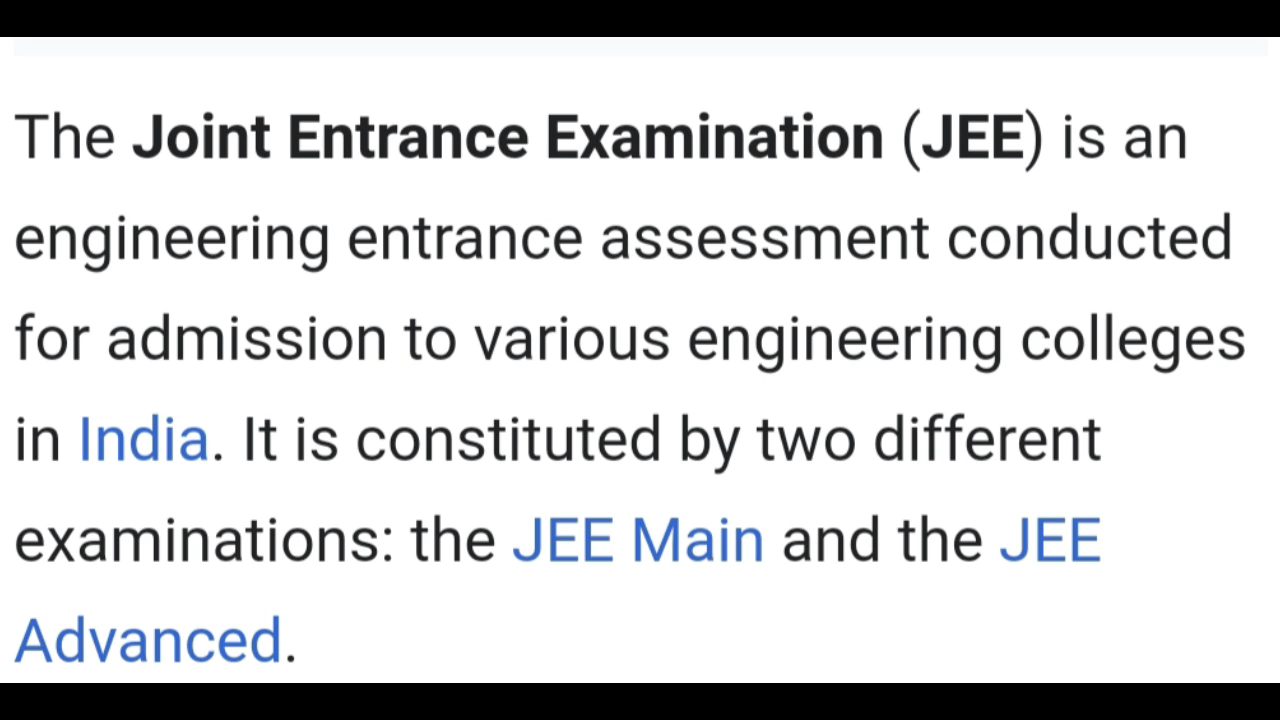 The Joint Entrance Examination (JEE) is an
engineering entrance assessment conducted
for admission to various engineering colleges
in India. It is constituted by two different
examinations: the JEE Main and the JEE
Advanced.